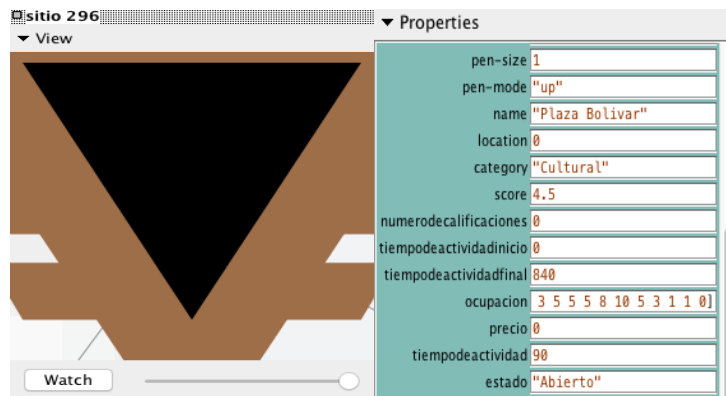 sitio 296
▼ View
Watch
▼ Properties
pen-size 1
pen-mode "up"
name "Plaza Bolivar"
location 0
category "Cultural"
score 4.5
numerodecalificaciones 0
tiempodeactividadinicio 0
tiempodeactividadfinal 840
ocupacion 3 5 5 5 8 10 5 3 1 1 0]
precio 0
tiempodeactividad 90
estado "Abierto"